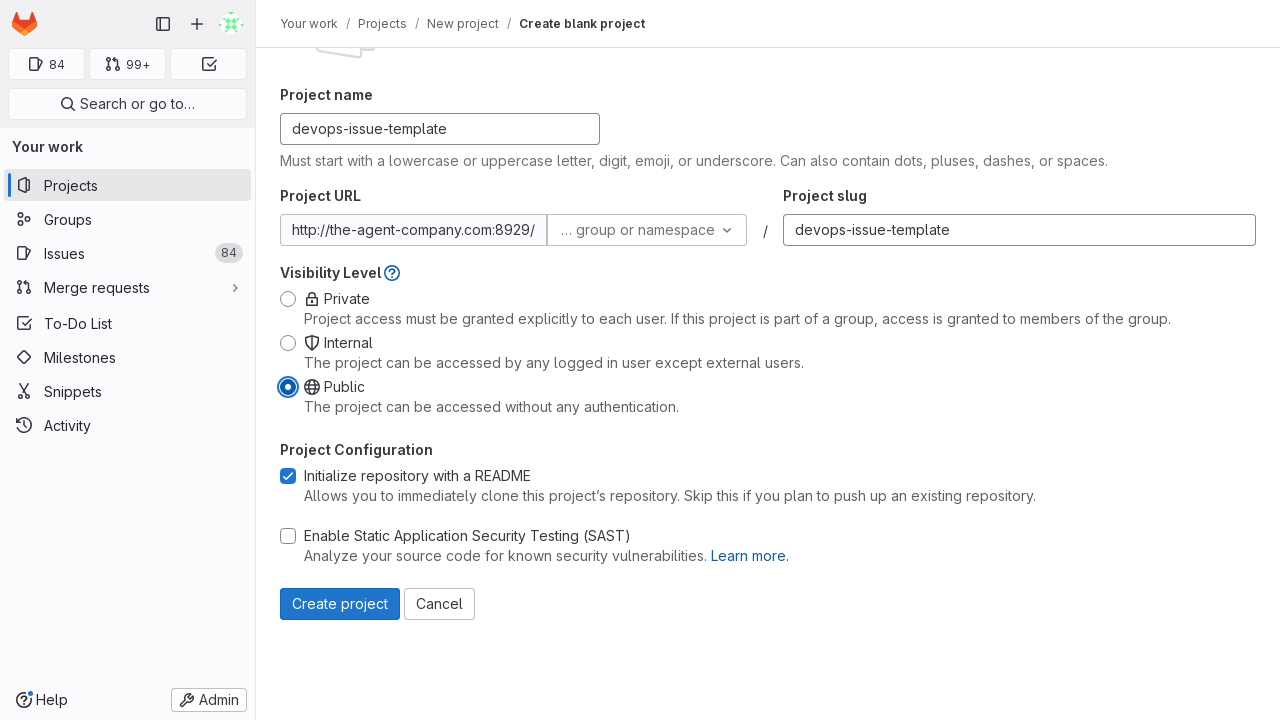 Your work / Projects / New project / Create blank project
84
99+
Search or go to…
Your work
Projects
Groups
Issues 84
Merge requests
To-Do List
Milestones
Snippets
Activity
Help
Admin
Project name
devops-issue-template
Must start with a lowercase or uppercase letter, digit, emoji, or underscore. Can also contain dots, pluses, dashes, or spaces.
Project URL
http://the-agent-company.com:8929/
… group or namespace
/
Project slug
devops-issue-template
Visibility Level
Private
Project access must be granted explicitly to each user. If this project is part of a group, access is granted to members of the group.
Internal
The project can be accessed by any logged in user except external users.
Public
The project can be accessed without any authentication.
Project Configuration
Initialize repository with a README
Allows you to immediately clone this project’s repository. Skip this if you plan to push up an existing repository.
Enable Static Application Security Testing (SAST)
Analyze your source code for known security vulnerabilities. Learn more.
Create project
Cancel